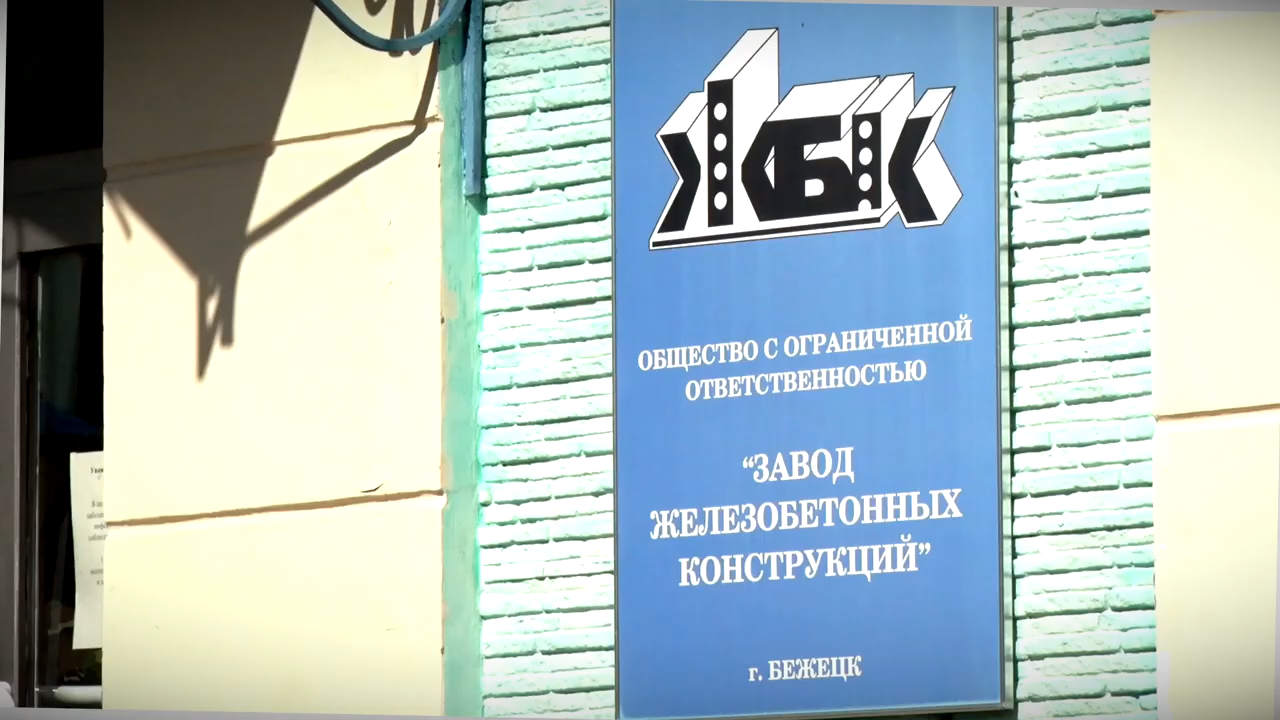 ЖБК
ОБЩЕСТВО С ОГРАНИЧЕННОЙ
ОТВЕТСТВЕННОСТЬЮ
“ЗАВОД
ЖЕЛЕЗОБЕТОННЫХ
КОНСТРУКЦИЙ”
г. БЕЖЕЦК